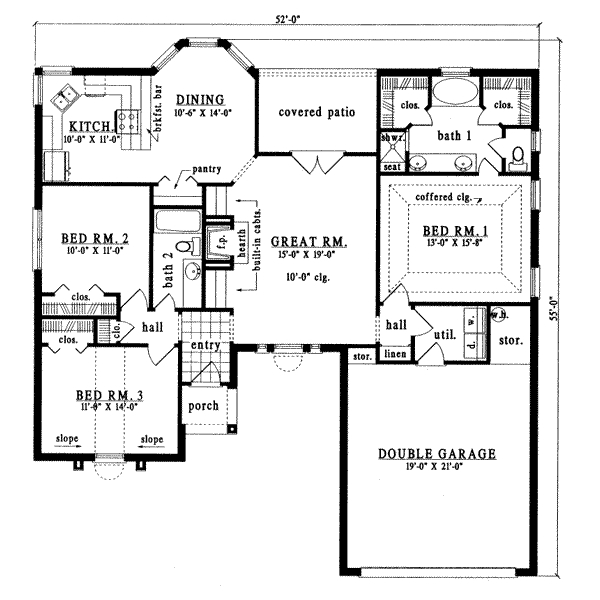 52'-0"
DINING
10'-6" X 14'-0"
covered patio
clos.
clos.
KITCH.
10'-0" X 11'-0"
brkfst. bar
bath 1
shwr.
seat
pantry
coffered clg.
BED RM. 2
10'-0" X 11'-0"
bath 2
f.p.
hearth
built-in cabts.
GREAT RM.
15'-0" X 19'-0"
10'-0" clg.
BED RM. 1
13'-0" X 15'-8"
clos.
clos.
clo.
hall
entry
hall
util.
w.
d.
w.h.
stor.
55'-0"
stor.
linen
BED RM. 3
11'-0" X 14'-0"
porch
slope
slope
DOUBLE GARAGE
19'-0" X 21'-0"